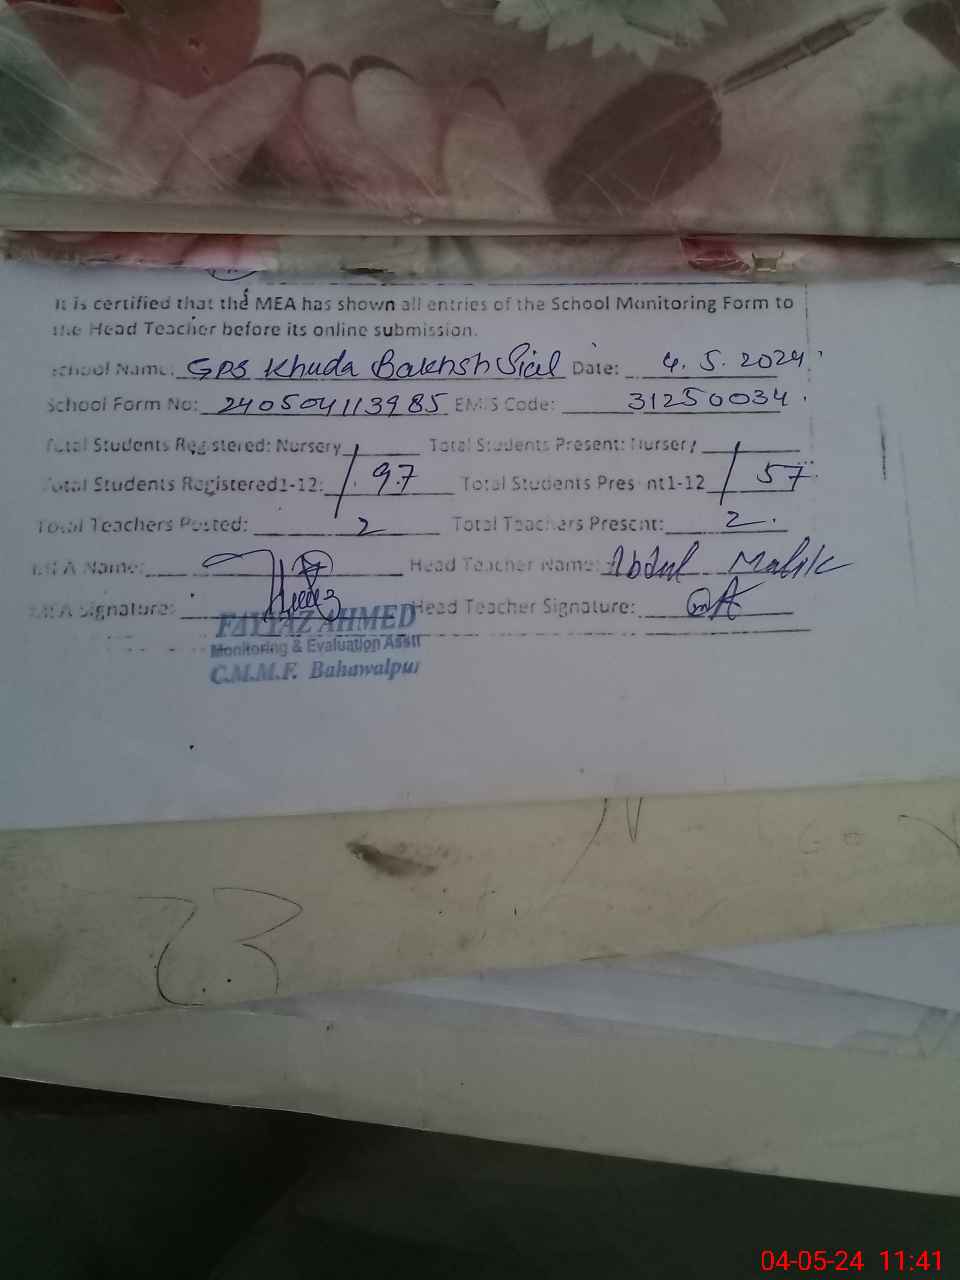 It is certified that the MEA has shown all entries of the School Monitoring Form to
the Head Teacher before its online submission.
School Name: GPS Khuda Bakhsh Sial Date: 4.5.2024
School Form No: 240504113985 EMIS Code: 31250034
Total Students Registered: Nursery Total Students Present: Nursery
Total Students Registered1-12: 97 Total Students Present1-12 57
Total Teachers Posted: 2 Total Teachers Present: 2
MEA Name: Head Teacher Name: Abdul Malik
MEA Signature: Head Teacher Signature:
FAYYAZ AHMED
Monitoring & Evaluation Asstt
C.M.M.F. Bahawalpur
04-05-24 11:41